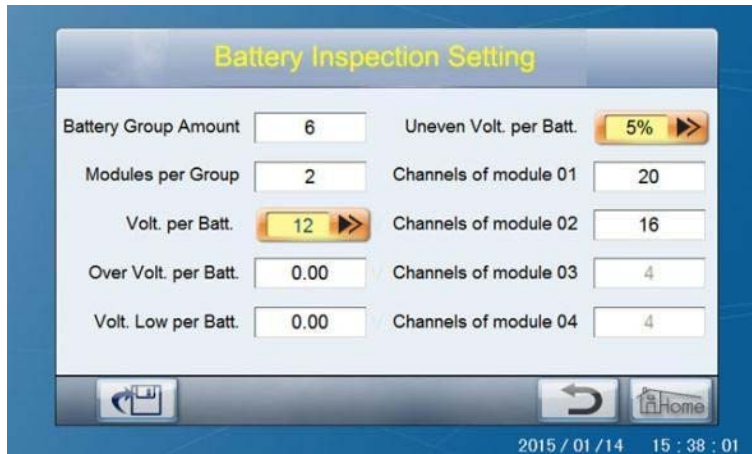 Battery Inspection Setting
Battery Group Amount 6 Uneven Volt. per Batt. 5%
Modules per Group 2 Channels of module 01 20
Volt. per Batt. 12 Channels of module 02 16
Over Volt. per Batt. 0.00 V Channels of module 03 4
Volt. Low per Batt. 0.00 V Channels of module 04 4
Home
2015/01/14 15:38:01